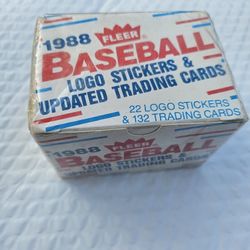 1988 FLEER
BASEBALL
LOGO STICKERS &
UPDATED TRADING CARDS
22 LOGO STICKERS
& 132 TRADING CARDS
1988 FLEER
BASEBALL
LOGO STICKERS &
UPDATED TRADING CARDS